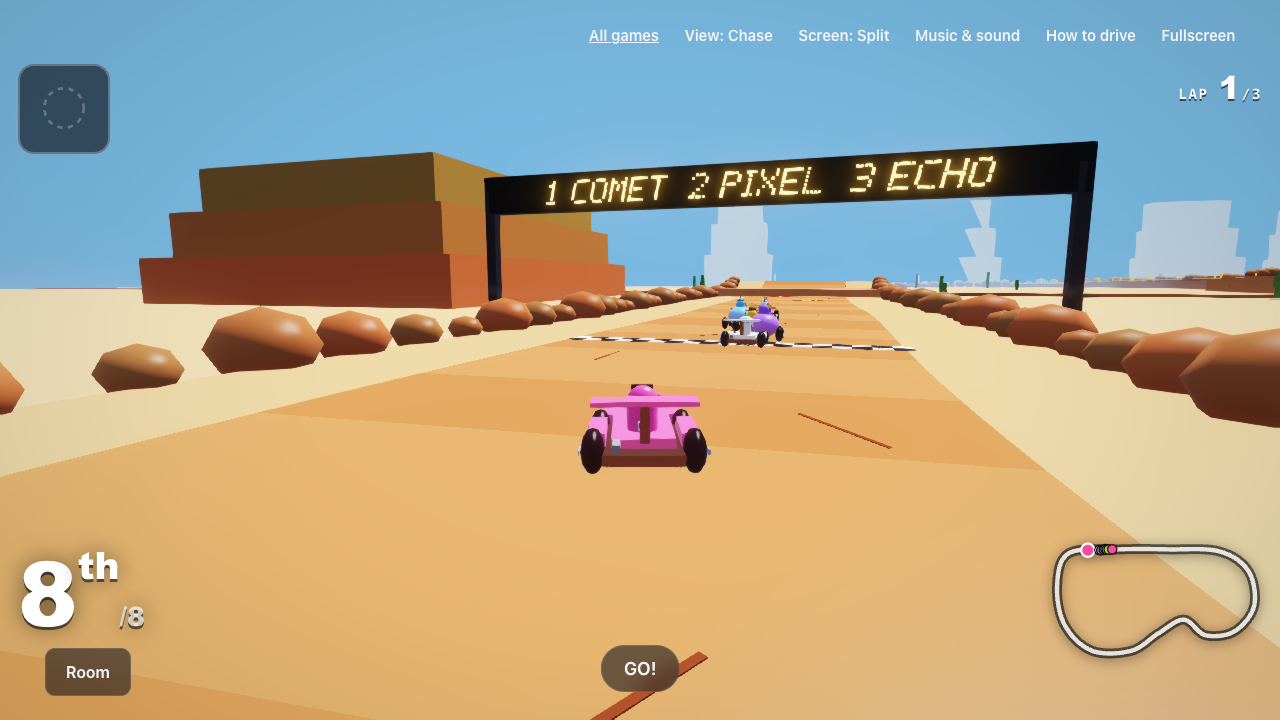 All games View: Chase Screen: Split Music & sound How to drive Fullscreen
LAP 1/3
1 COMET 2 PIXEL 3 ECHO
8th /8
Room
GO!